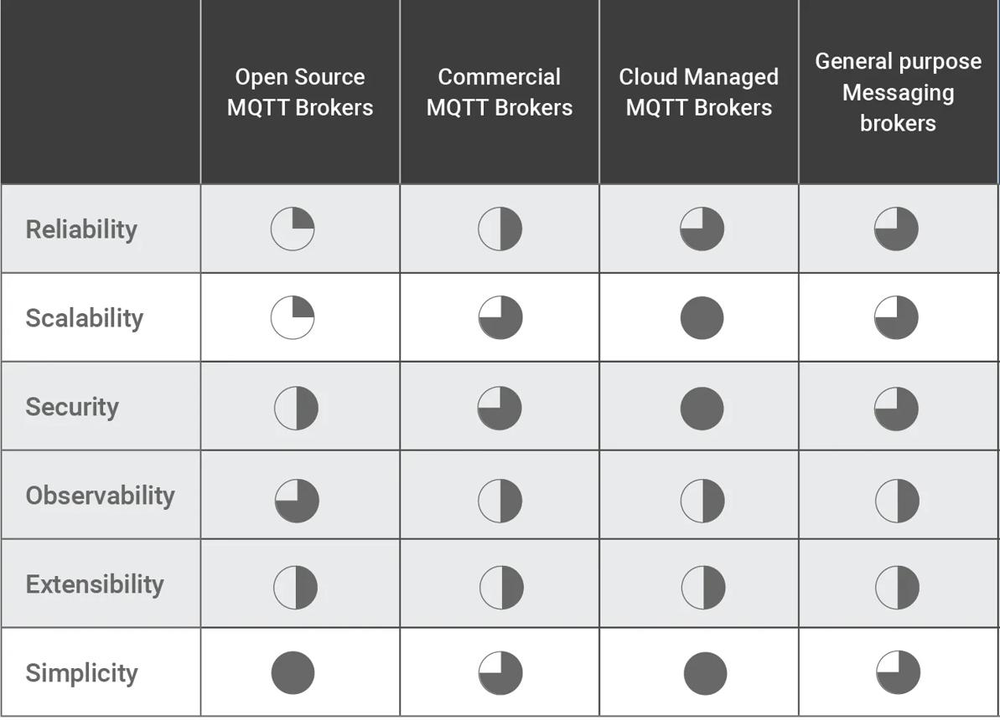 Open Source
MQTT Brokers
Commercial
MQTT Brokers
Cloud Managed
MQTT Brokers
General purpose
Messaging
brokers
Reliability
Scalability
Security
Observability
Extensibility
Simplicity